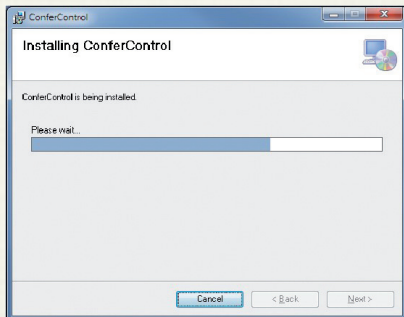 ConferControl
Installing ConferControl
ConferControl is being installed.
Please wait...
Cancel
< Back
Next >